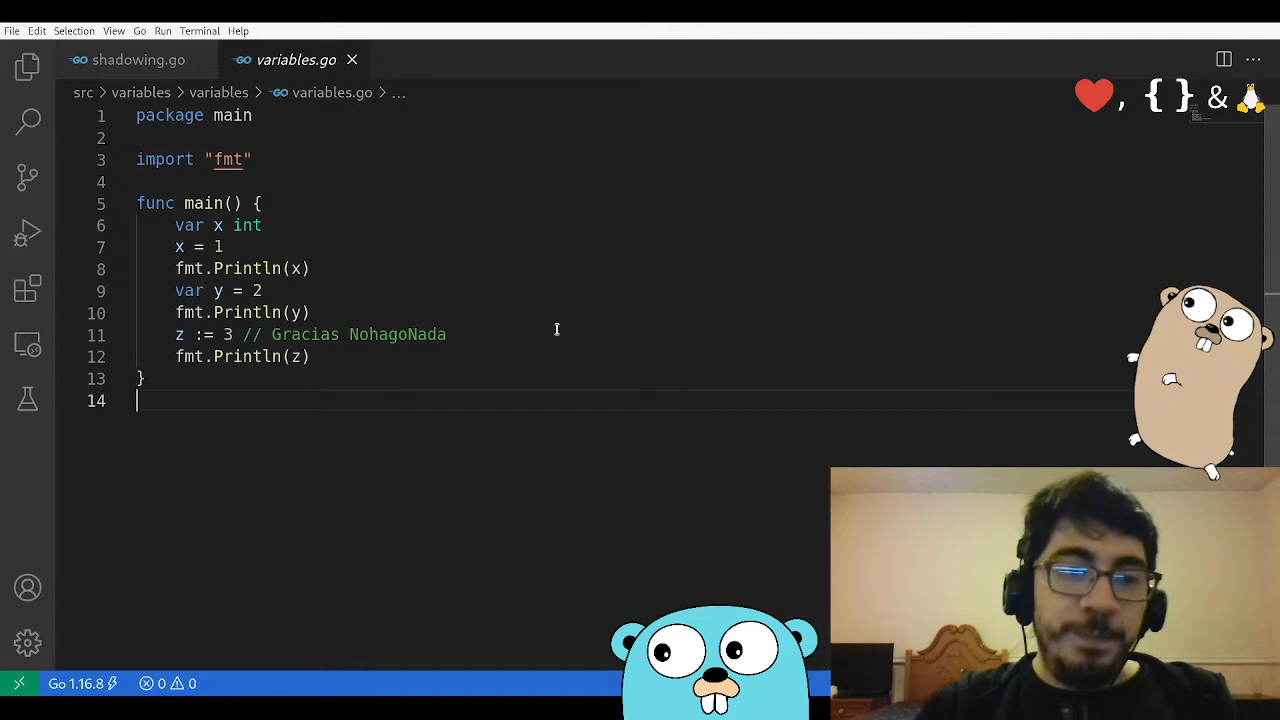 File Edit Selection View Go Run Terminal Help
GO shadowing.go GO variables.go
src > variables > variables > GO variables.go > ...
&
1 package main
2
3 import "fmt"
4
5 func main() {
6 var x int
7 x = 1
8 fmt.Println(x)
9 var y = 2
10 fmt.Println(y)
11 z := 3 // Gracias NohagoNada
12 fmt.Println(z)
13 }
14
Go 1.16.8 0 0